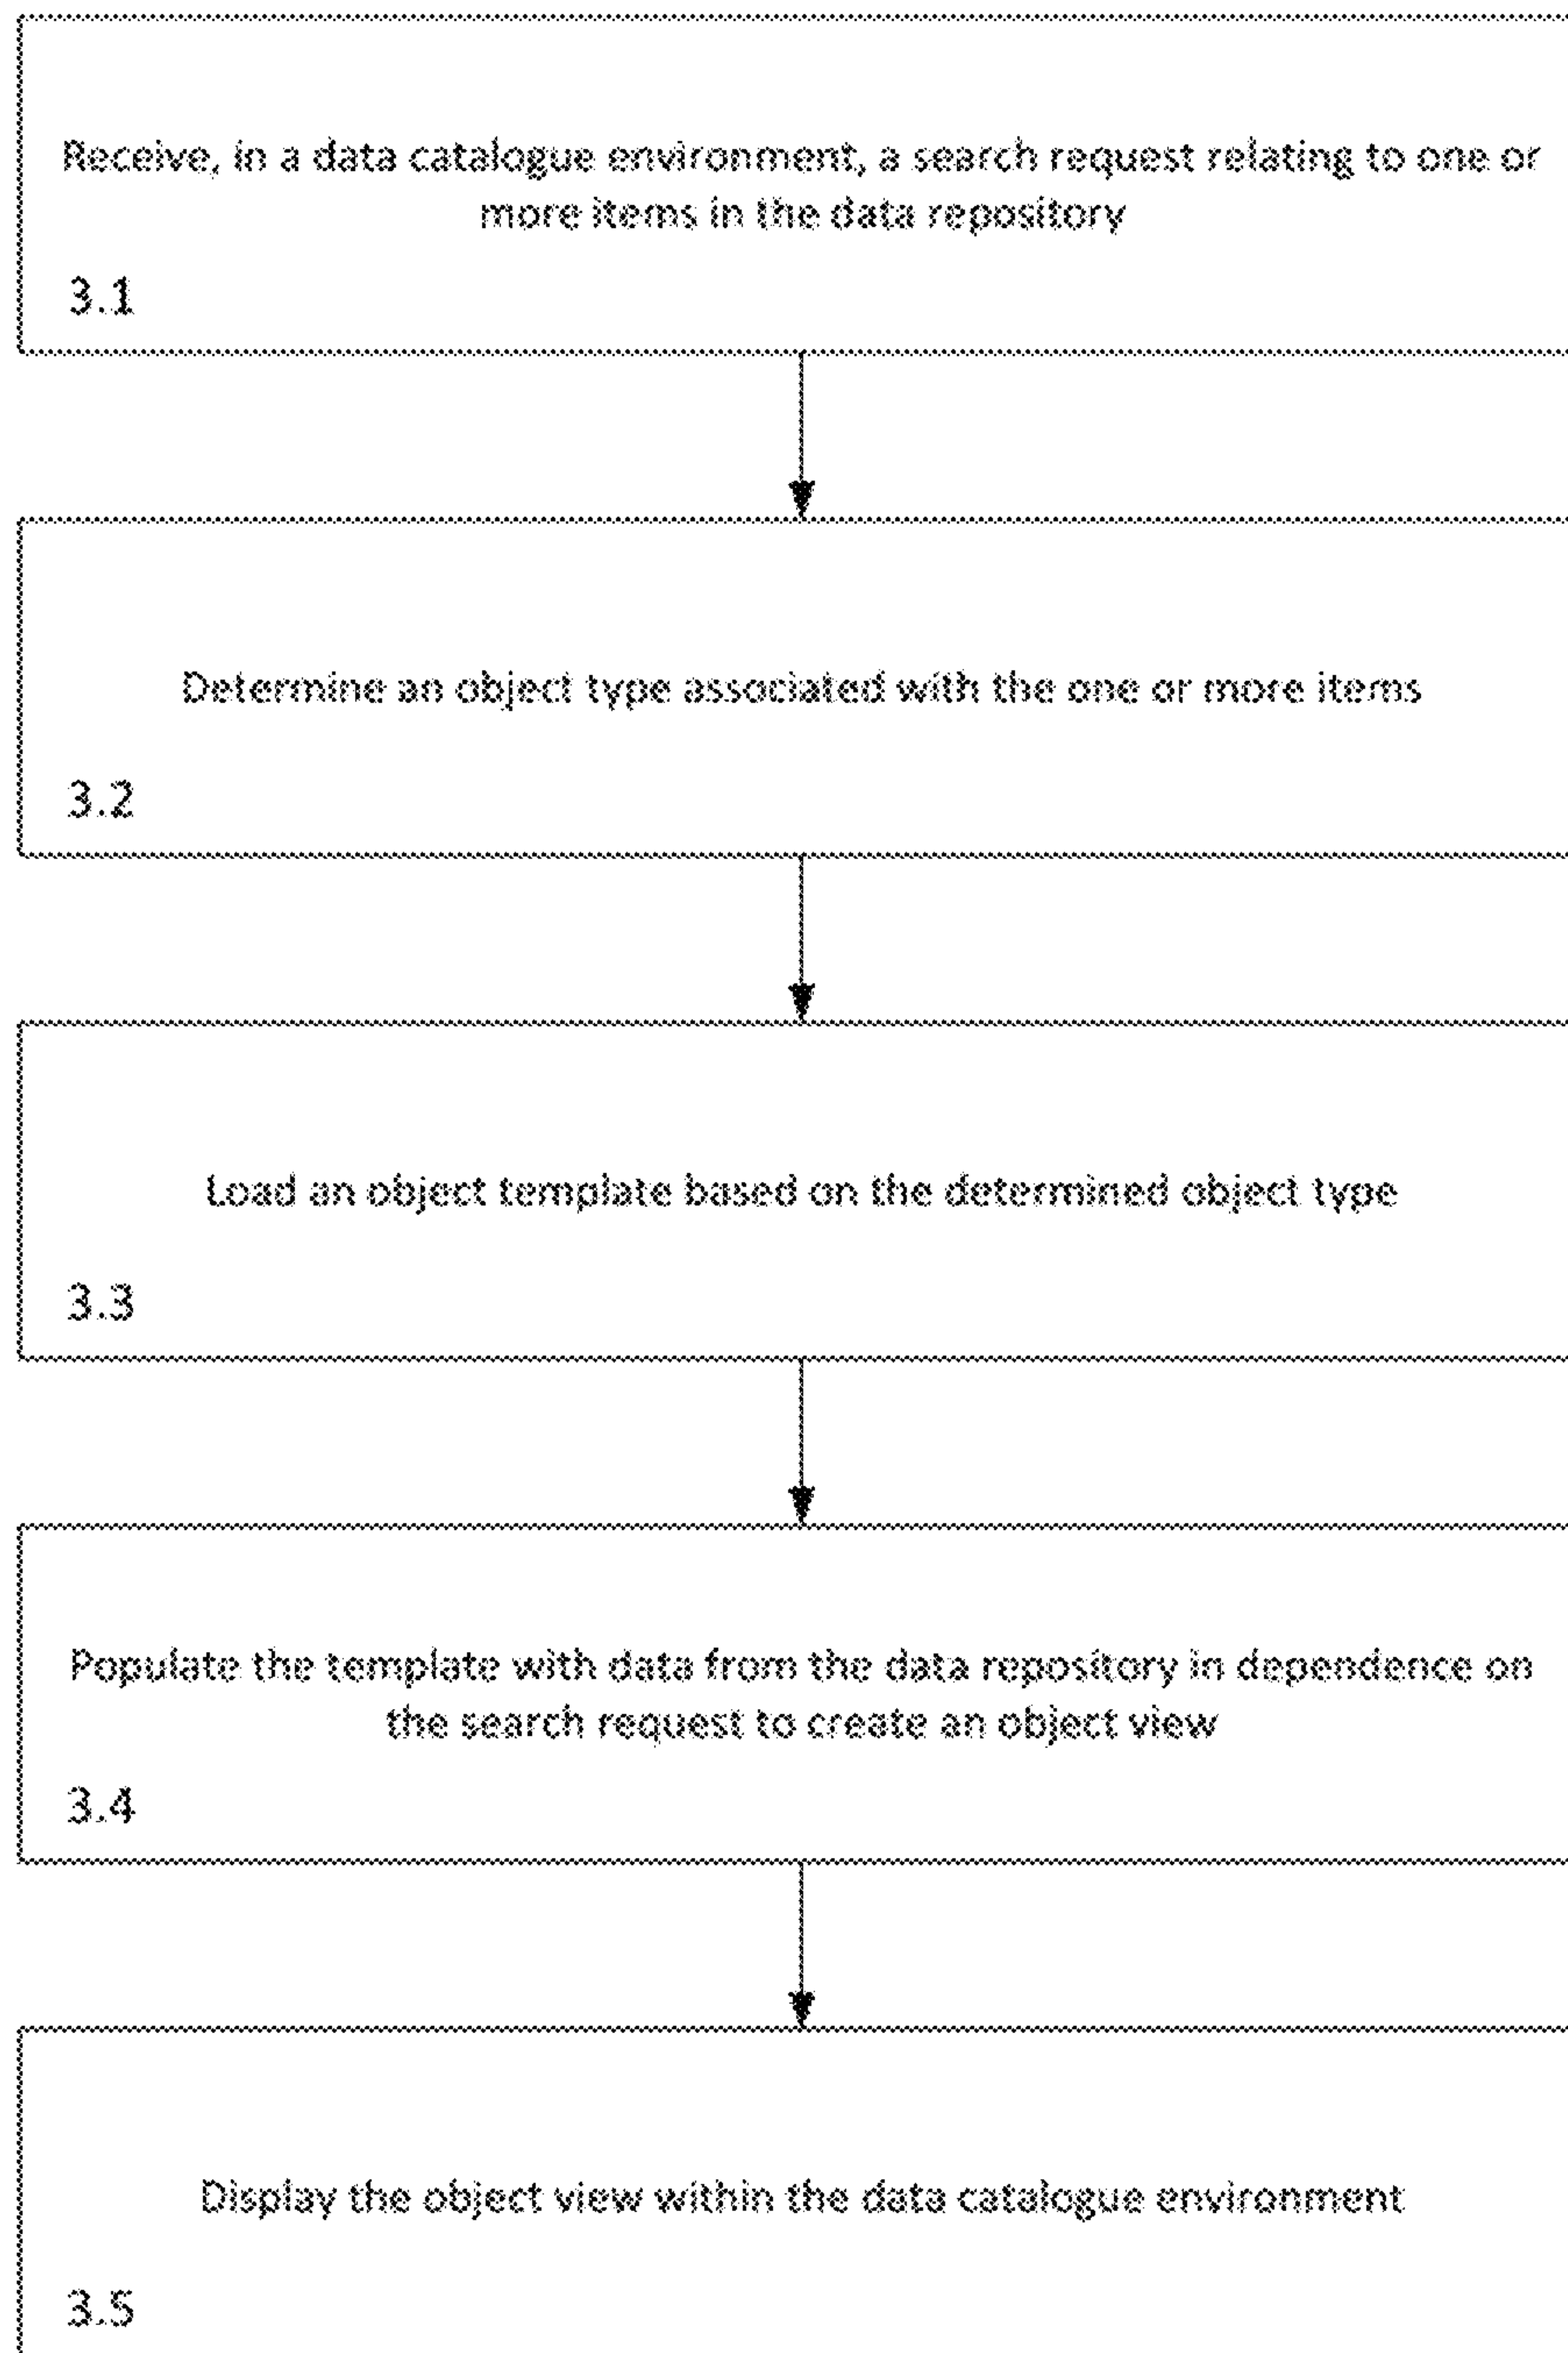 Receive, in a data catalogue environment, a search request relating to one or
more items in the data repository
3.1
Determine an object type associated with the one or more items
3.2
Load an object template based on the determined object type
3.3
Populate the template with data from the data repository in dependence on
the search request to create an object view
3.4
Display the object view within the data catalogue environment
3.5